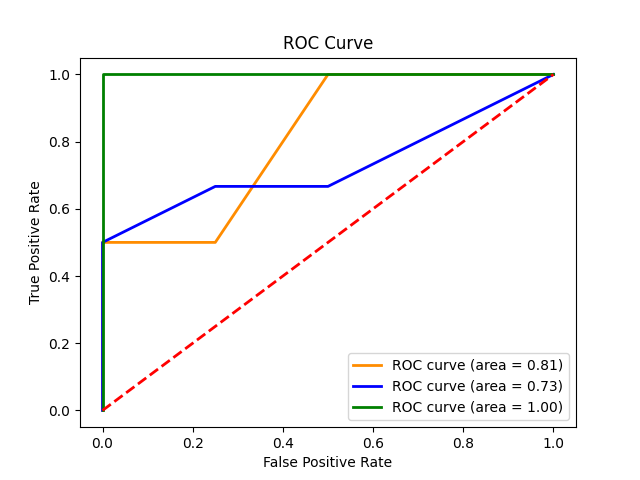 ROC Curve
1.0
0.8
0.6
0.4
0.2
0.0
True Positive Rate
ROC curve (area = 0.81)
ROC curve (area = 0.73)
ROC curve (area = 1.00)
0.0 0.2 0.4 0.6 0.8 1.0
False Positive Rate